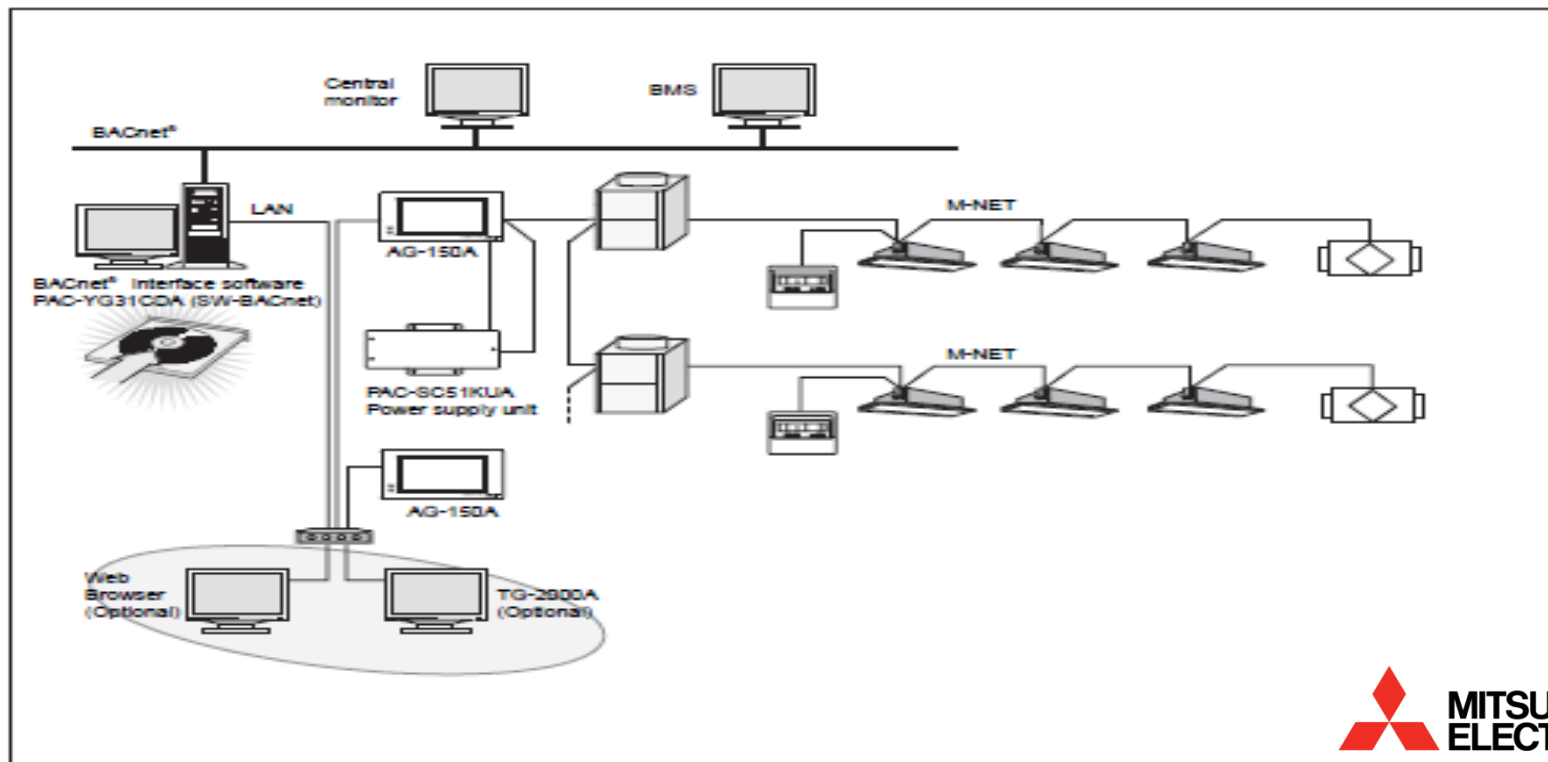 Central
monitor
BMS
BACnet®
LAN
AG-150A
M-NET
BACnet® Interface software
PAC-YG31CDA (SW-BACnet)
PAC-SC51KUA
Power supply unit
M-NET
AG-150A
Web
Browser
(Optional)
TG-2000A
(Optional)
MITSU
ELECT